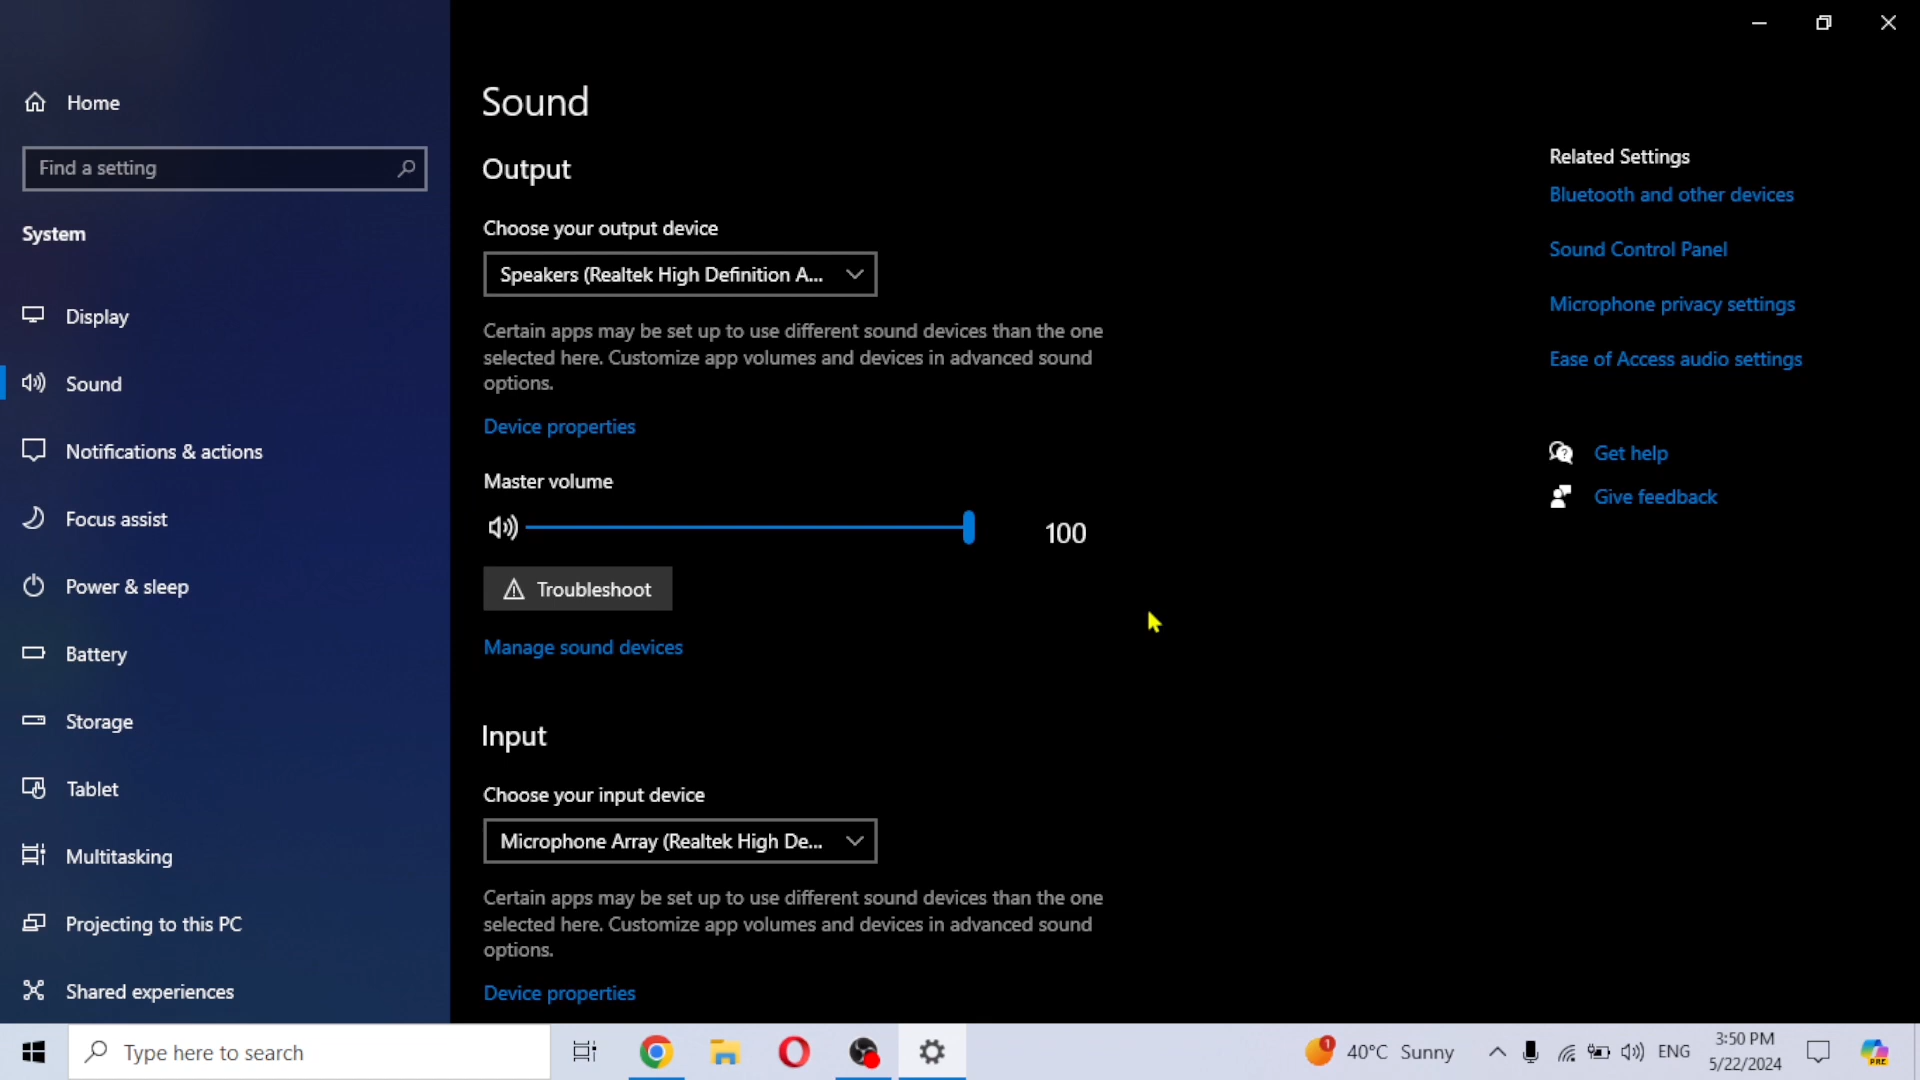 Home
Find a setting
System
Display
Sound
Notifications & actions
Focus assist
Power & sleep
Battery
Storage
Tablet
Multitasking
Projecting to this PC
Shared experiences
Sound
Output
Choose your output device
Speakers (Realtek High Definition A...
Certain apps may be set up to use different sound devices than the one
selected here. Customize app volumes and devices in advanced sound
options.
Device properties
Master volume
100
Troubleshoot
Manage sound devices
Input
Choose your input device
Microphone Array (Realtek High De...
Certain apps may be set up to use different sound devices than the one
selected here. Customize app volumes and devices in advanced sound
options.
Device properties
Related Settings
Bluetooth and other devices
Sound Control Panel
Microphone privacy settings
Ease of Access audio settings
Get help
Give feedback
Type here to search
1
40°C Sunny
ENG
3:50 PM
5/22/2024
PRE